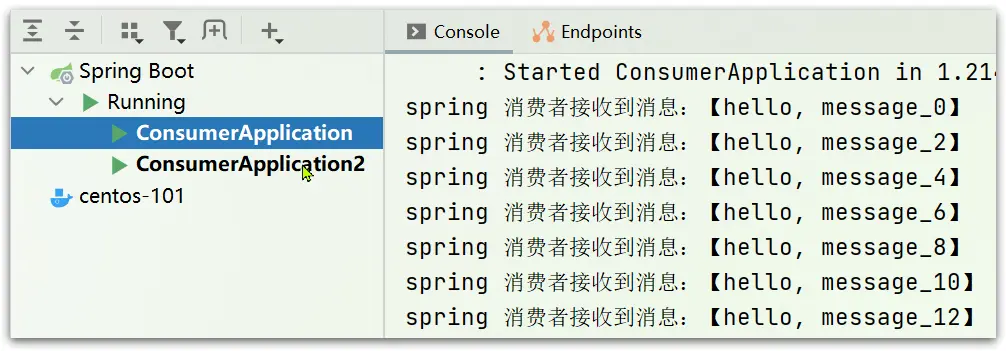 Console
Endpoints
Spring Boot
Running
ConsumerApplication
ConsumerApplication2
centos-101
: Started ConsumerApplication in 1.214
spring 消费者接收到消息：【hello, message_0】
spring 消费者接收到消息：【hello, message_2】
spring 消费者接收到消息：【hello, message_4】
spring 消费者接收到消息：【hello, message_6】
spring 消费者接收到消息：【hello, message_8】
spring 消费者接收到消息：【hello, message_10】
spring 消费者接收到消息：【hello, message_12】